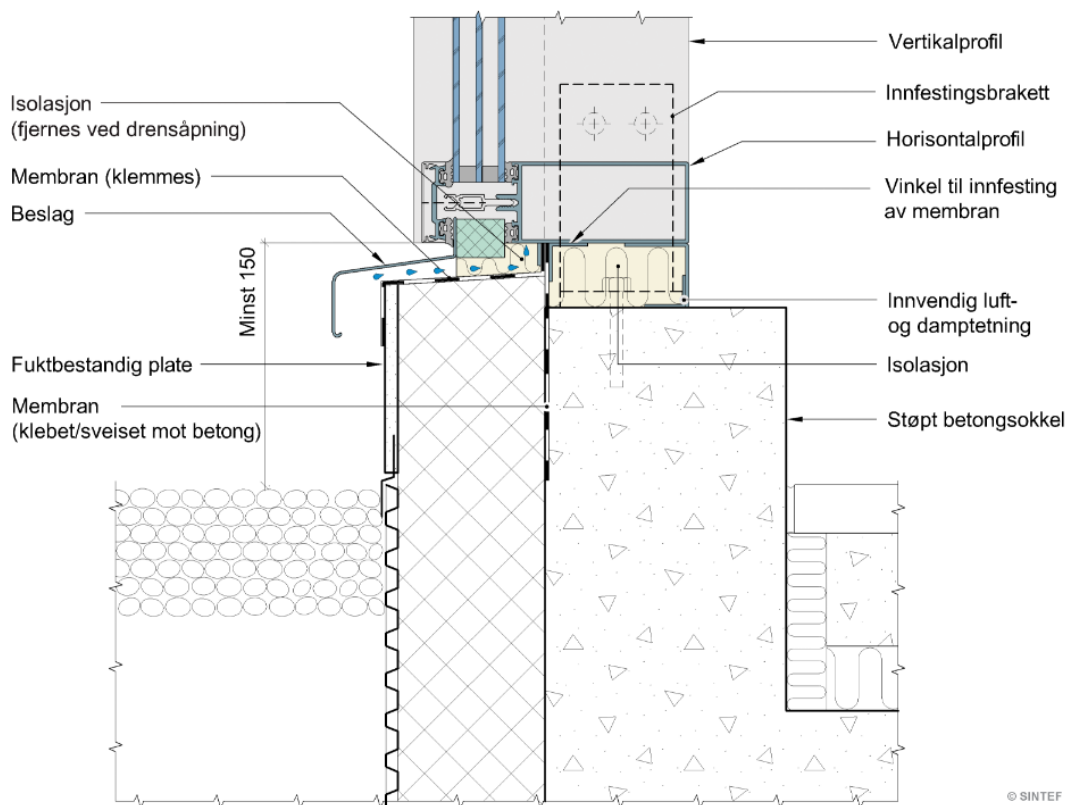 Isolasjon
(fjernes ved drensåpning)
Membran (klemmes)
Beslag
Minst 150
Fuktbestandig plate
Membran
(klebet/sveiset mot betong)
Vertikalprofil
Innfestingsbrakett
Horisontalprofil
Vinkel til innfesting
av membran
Innvendig luft-
og damptetning
Isolasjon
Støpt betongsokkel
© SINTEF